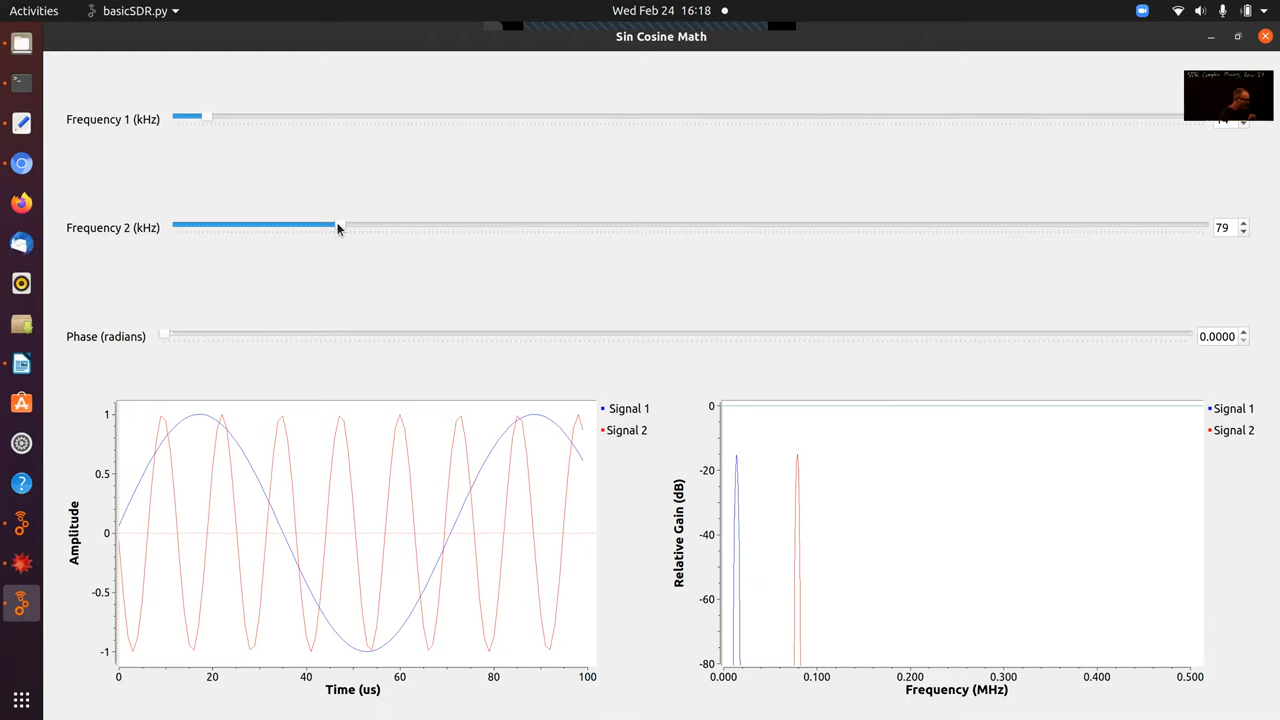 Activities basicSDR.py Wed Feb 24 16:18
Sin Cosine Math
SDR Complex Mixing
Frequency 1 (kHz)
Frequency 2 (kHz) 79
Phase (radians) 0.0000
Signal 1
Signal 2
Amplitude
1
0.5
0
-0.5
-1
0 20 40 60 80 100
Time (us)
Signal 1
Signal 2
Relative Gain (dB)
0
-20
-40
-60
-80
0.000 0.100 0.200 0.300 0.400 0.500
Frequency (MHz)